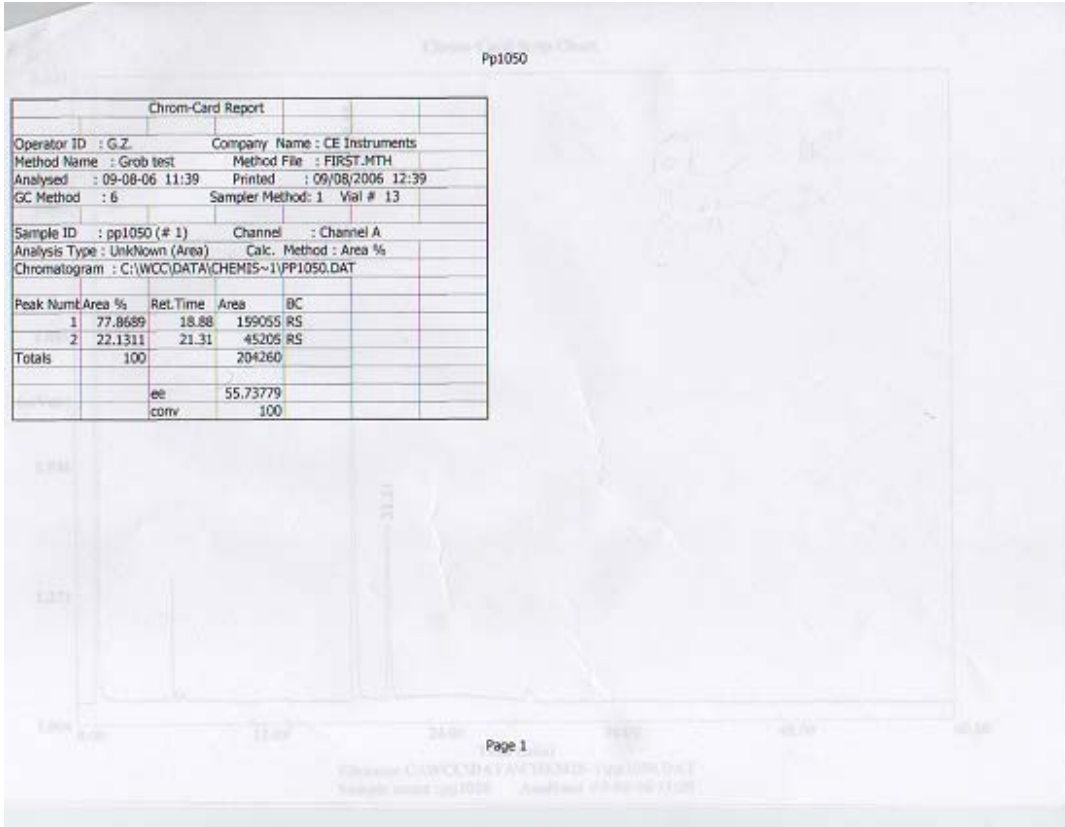 Pp1050
Chrom-Card Report
Operator ID : G.Z. Company Name : CE Instruments
Method Name : Grob test Method File : FIRST.MTH
Analysed : 09-08-06 11:39 Printed : 09/08/2006 12:39
GC Method : 6 Sampler Method: 1 Vial # 13
Sample ID : pp1050 (# 1) Channel : Channel A
Analysis Type : UnkNown (Area) Calc. Method : Area %
Chromatogram : C:\WCC\DATA\CHEMIS~1\PP1050.DAT
Peak Numt Area % Ret.Time Area BC
1 77.8689 18.88 159055 RS
2 22.1311 21.31 45205 RS
Totals 100 204260
ee 55.73779
conv 100
21.31
Page 1